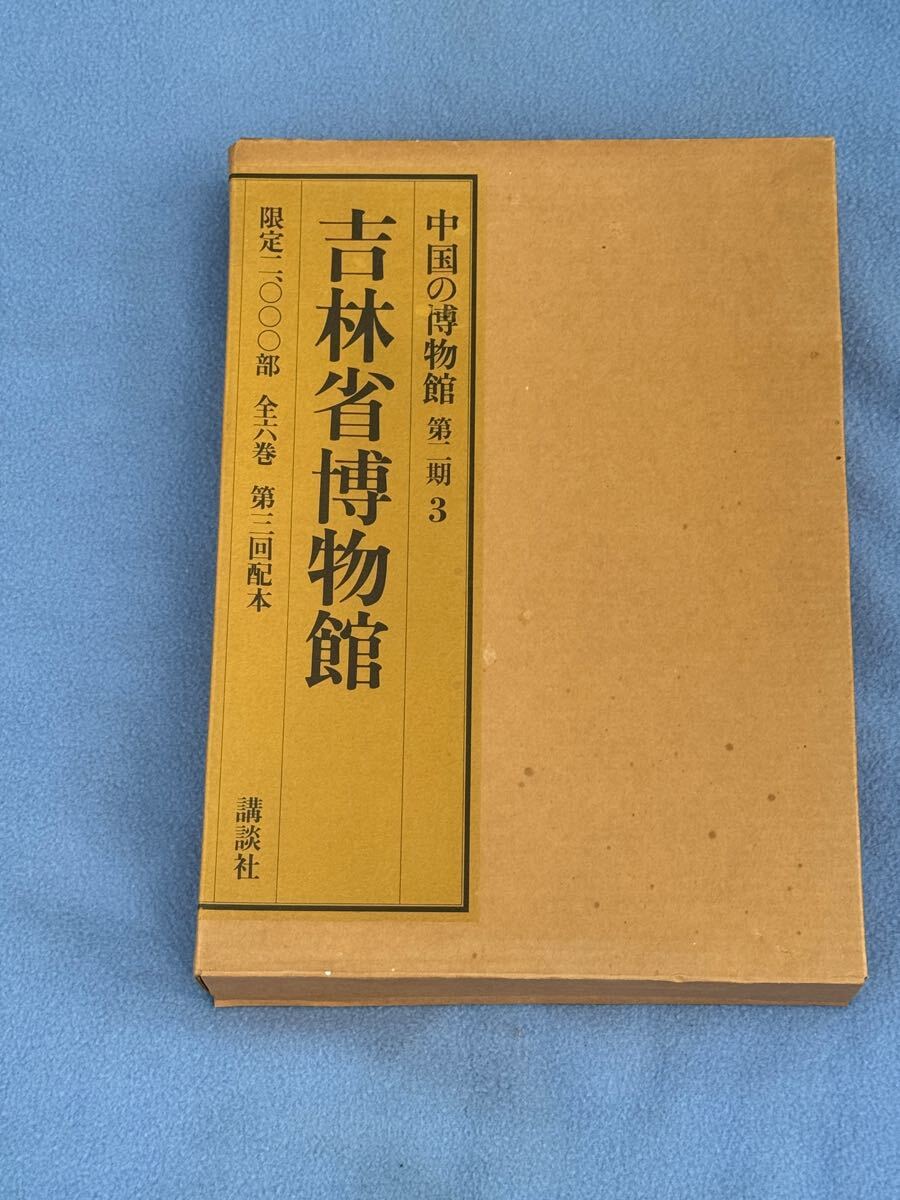 中国の博物館 第二期 3
吉林省博物館
限定二、〇〇〇部 全六巻 第三回配本
講談社